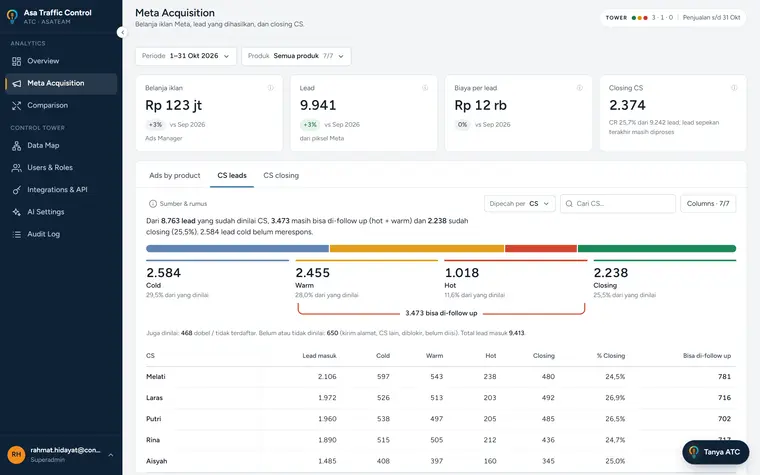 Asa Traffic Control
ATC · ASATEAM
ANALYTICS
Overview
Meta Acquisition
Comparison
CONTROL TOWER
Data Map
Users & Roles
Integrations & API
AI Settings
Audit Log
RH
rahmat.hidayat@con...
Superadmin
Meta Acquisition
Belanja iklan Meta, lead yang dihasilkan, dan closing CS.
TOWER 3 · 1 · 0 Penjualan s/d 31 Okt
Periode 1–31 Okt 2026
Produk Semua produk 7/7
Belanja iklan
Rp 123 jt
+3% vs Sep 2026
Ads Manager
Lead
9.941
+3% vs Sep 2026
dari piksel Meta
Biaya per lead
Rp 12 rb
0% vs Sep 2026
Closing CS
2.374
CR 25,7% dari 9.242 lead; lead sepekan
terakhir masih diproses
Ads by product CS leads CS closing
Sumber & rumus
Dipecah per CS
Cari CS...
Columns · 7/7
Dari 8.763 lead yang sudah dinilai CS, 3.473 masih bisa di-follow up (hot + warm) dan 2.238 sudah
closing (25,5%). 2.584 lead cold belum merespons.
2.584 2.455 1.018 2.238
Cold Warm Hot Closing
29,5% dari yang dinilai 28,0% dari yang dinilai 11,6% dari yang dinilai 25,5% dari yang dinilai
3.473 bisa di-follow up
Juga dinilai: 468 dobel / tidak terdaftar. Belum atau tidak dinilai: 650 (kirim alamat, CS lain, diblokir, belum diisi). Total lead masuk 9.413.
CS Lead masuk Cold Warm Hot Closing % Closing Bisa di-follow up
Melati 2.106 597 543 238 480 24,5% 781
Laras 1.972 526 513 203 492 26,9% 716
Putri 1.960 538 497 205 485 26,5% 702
Rina 1.890 515 505 212 436 24,7% 717
Aisyah 1.485 408 397 160 345 25,0%
Tanya ATC